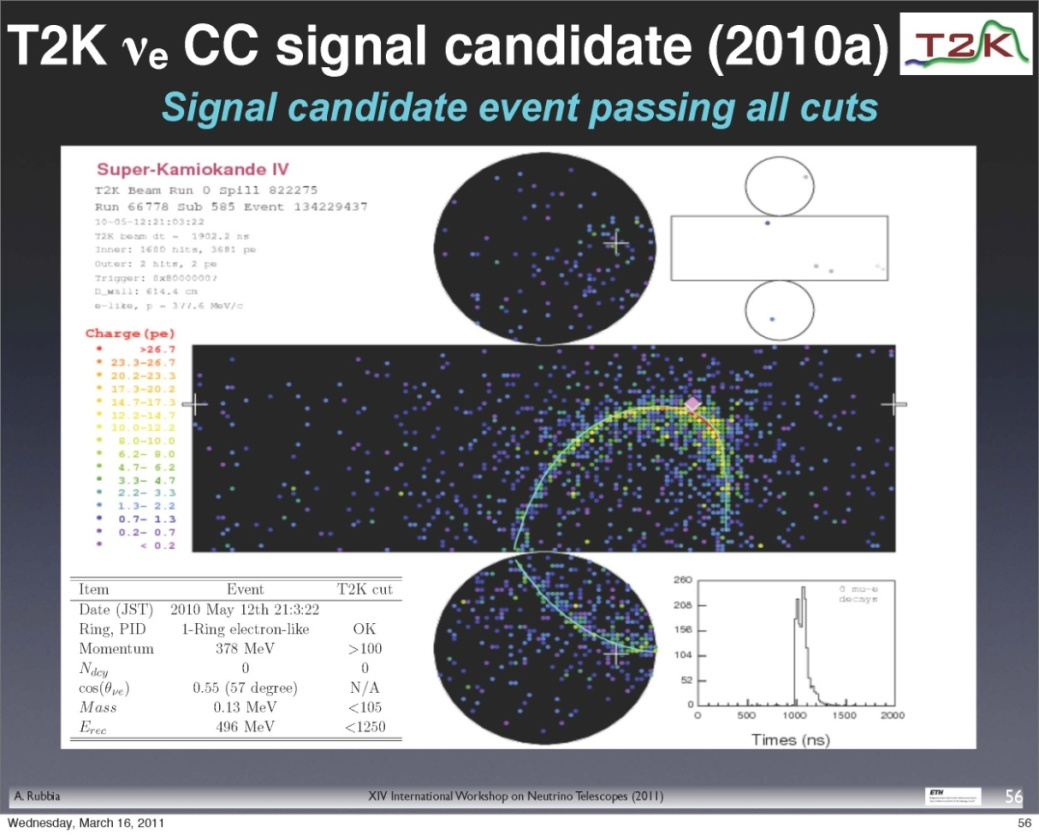 T2K νe CC signal candidate (2010a)
T2K
Signal candidate event passing all cuts
Super-Kamiokande IV
T2K Beam Run 0 Spill 822275
Run 66778 Sub 585 Event 134229437
10-05-12:21:03:22
T2K beam dt = 1902.2 ns
Inner: 1600 hits, 3681 pe
Outer: 2 hits, 2 pe
Trigger: 0x80000007
D_wall: 614.4 cm
e-like, p = 377.6 MeV/c
Charge(pe)
>26.7
23.3-26.7
20.2-23.3
17.3-20.2
14.7-17.3
12.2-14.7
10.0-12.2
8.0-10.0
6.2- 8.0
4.7- 6.2
3.3- 4.7
2.2- 3.3
1.3- 2.2
0.7- 1.3
0.2- 0.7
< 0.2
Item Event T2K cut
Date (JST) 2010 May 12th 21:3:22
Ring, PID 1-Ring electron-like OK
Momentum 378 MeV >100
Ndcy 0 0
cos(θνe) 0.55 (57 degree) N/A
Mass 0.13 MeV <105
Erec 496 MeV <1250
0 mu-e
decays
260
208
156
104
52
0
0 500 1000 1500 2000
Times (ns)
A. Rubbia XIV International Workshop on Neutrino Telescopes (2011) ETH 56
Wednesday, March 16, 2011 56